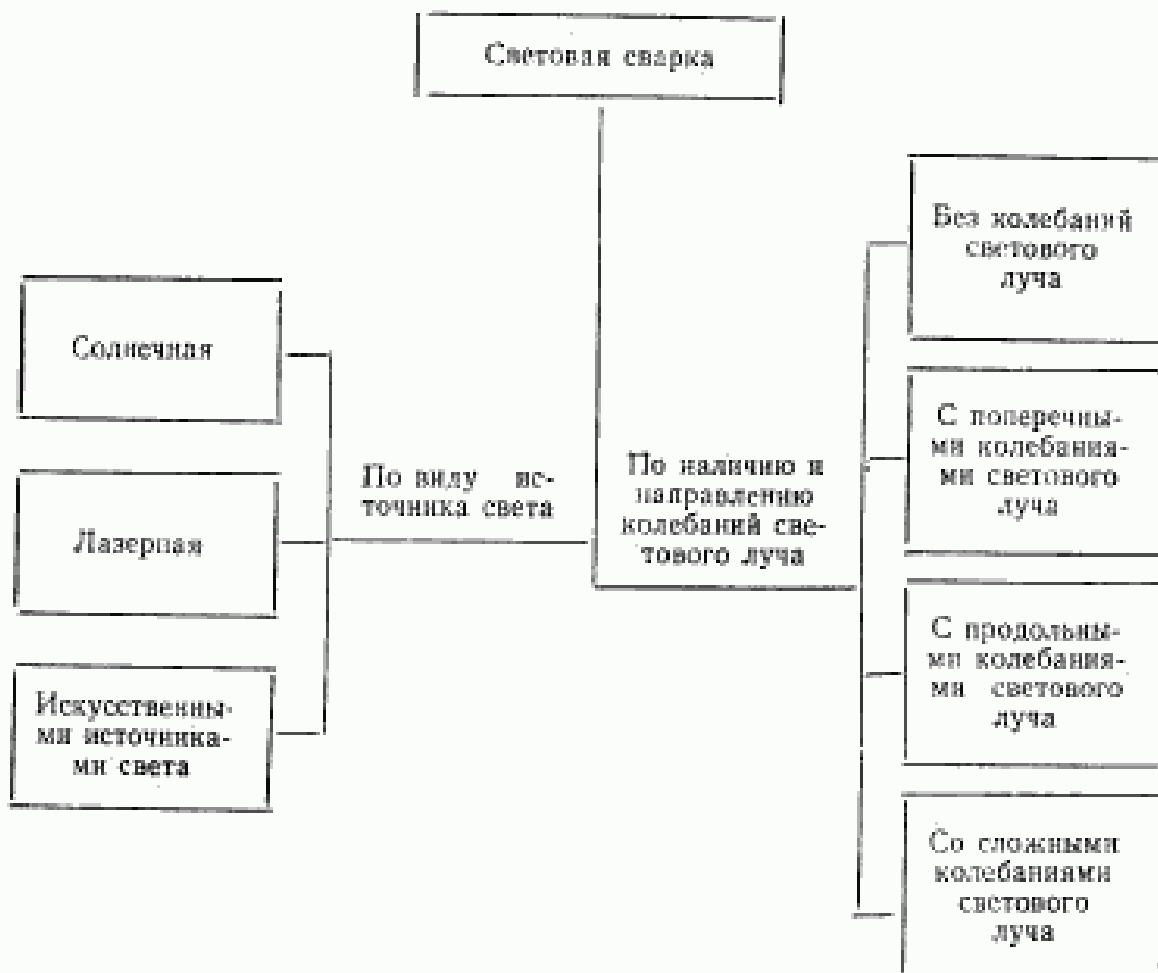 Световая сварка
Солнечная
Лазерная
Искусственны-
ми источника-
ми света
По виду ис-
точника света
По наличию и
направлению
колебаний све-
тового луча
Без колебаний
светового
луча
С поперечны-
ми колебания-
ми светового
луча
С продольны-
ми колебания-
ми светового
луча
Со сложными
колебаниями
светового
луча